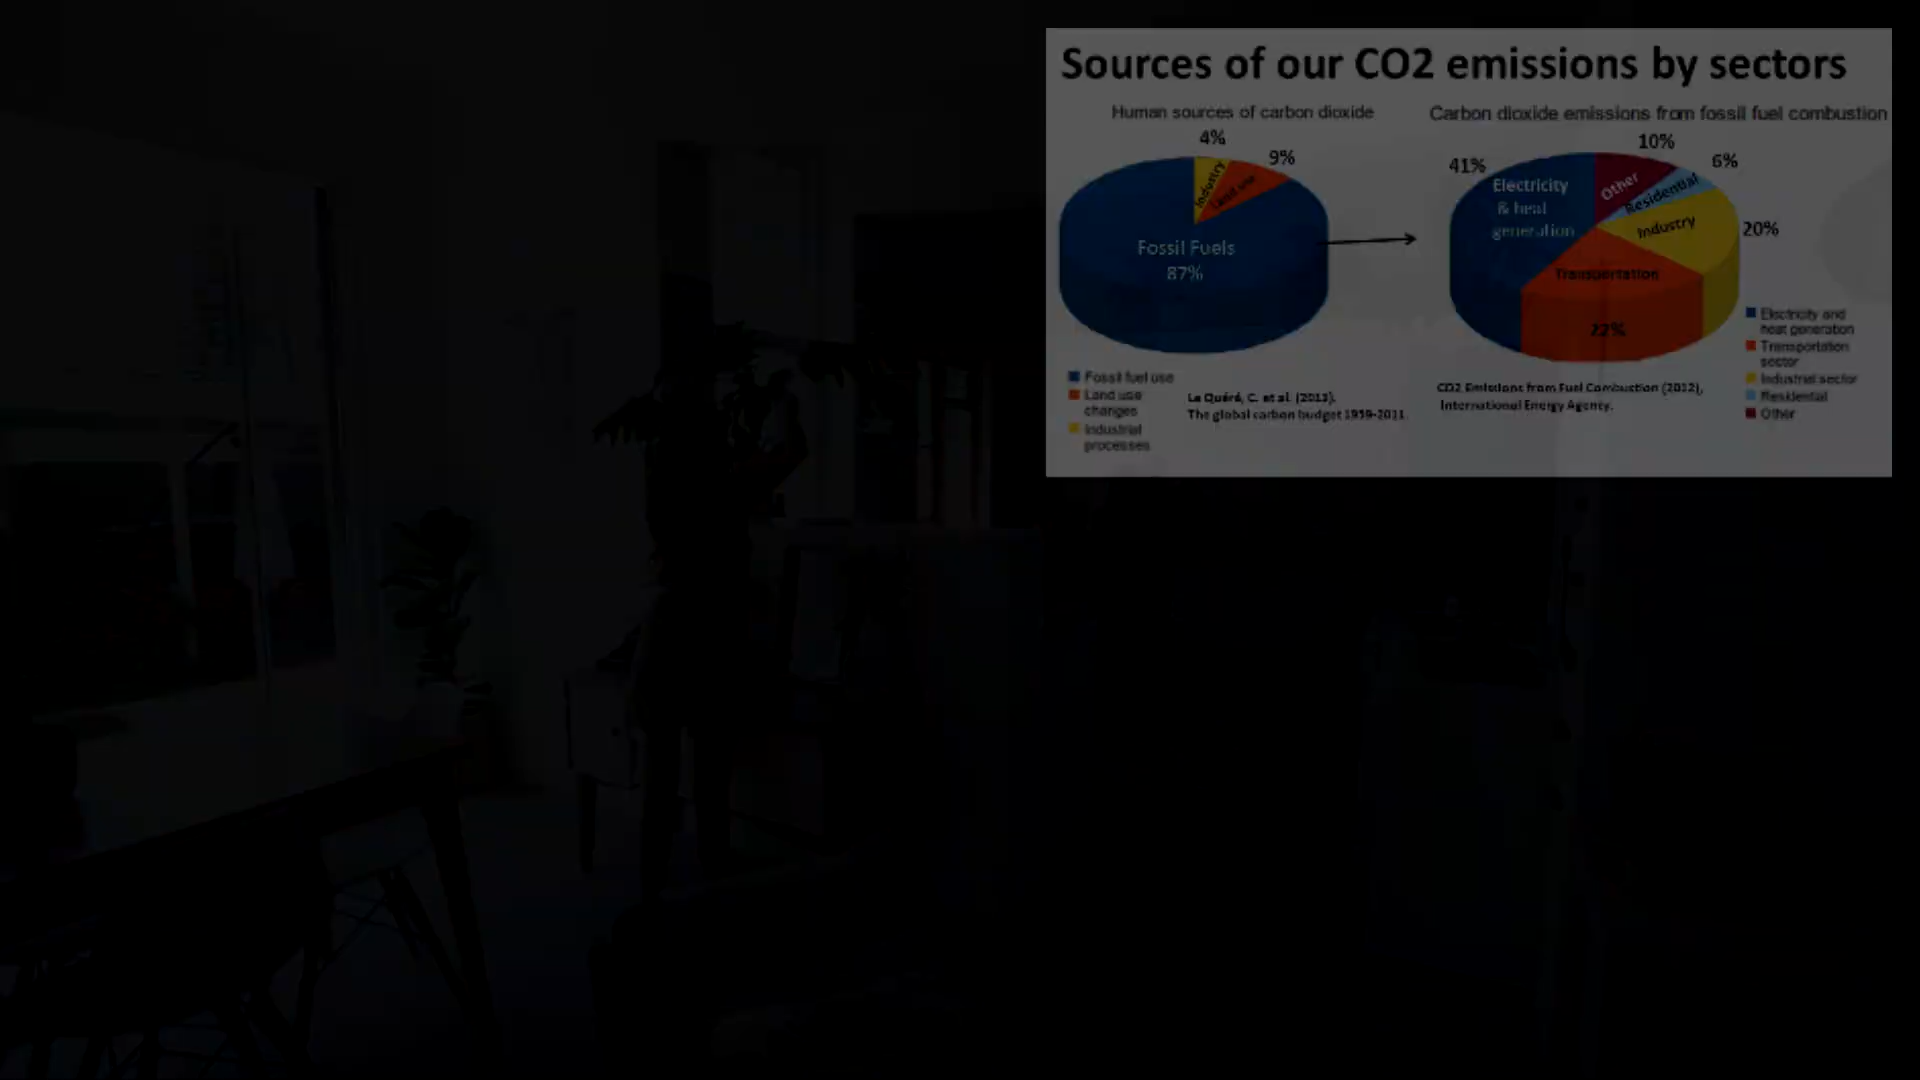 Sources of our CO2 emissions by sectors
Human sources of carbon dioxide
4%
9%
Industry
Land use
Fossil Fuels
87%
Fossil fuel use
Land use
changes
Industrial
processes
Le Quéré, C. et al. (2013).
The global carbon budget 1959-2011.
Carbon dioxide emissions from fossil fuel combustion
41%
10%
6%
Electricity
& heat
generation
Other
Residential
Industry
20%
Transportation
22%
Electricity and
heat generation
Transportation
sector
Industrial sector
Residential
Other
CO2 Emissions from Fuel Combustion (2012),
International Energy Agency.